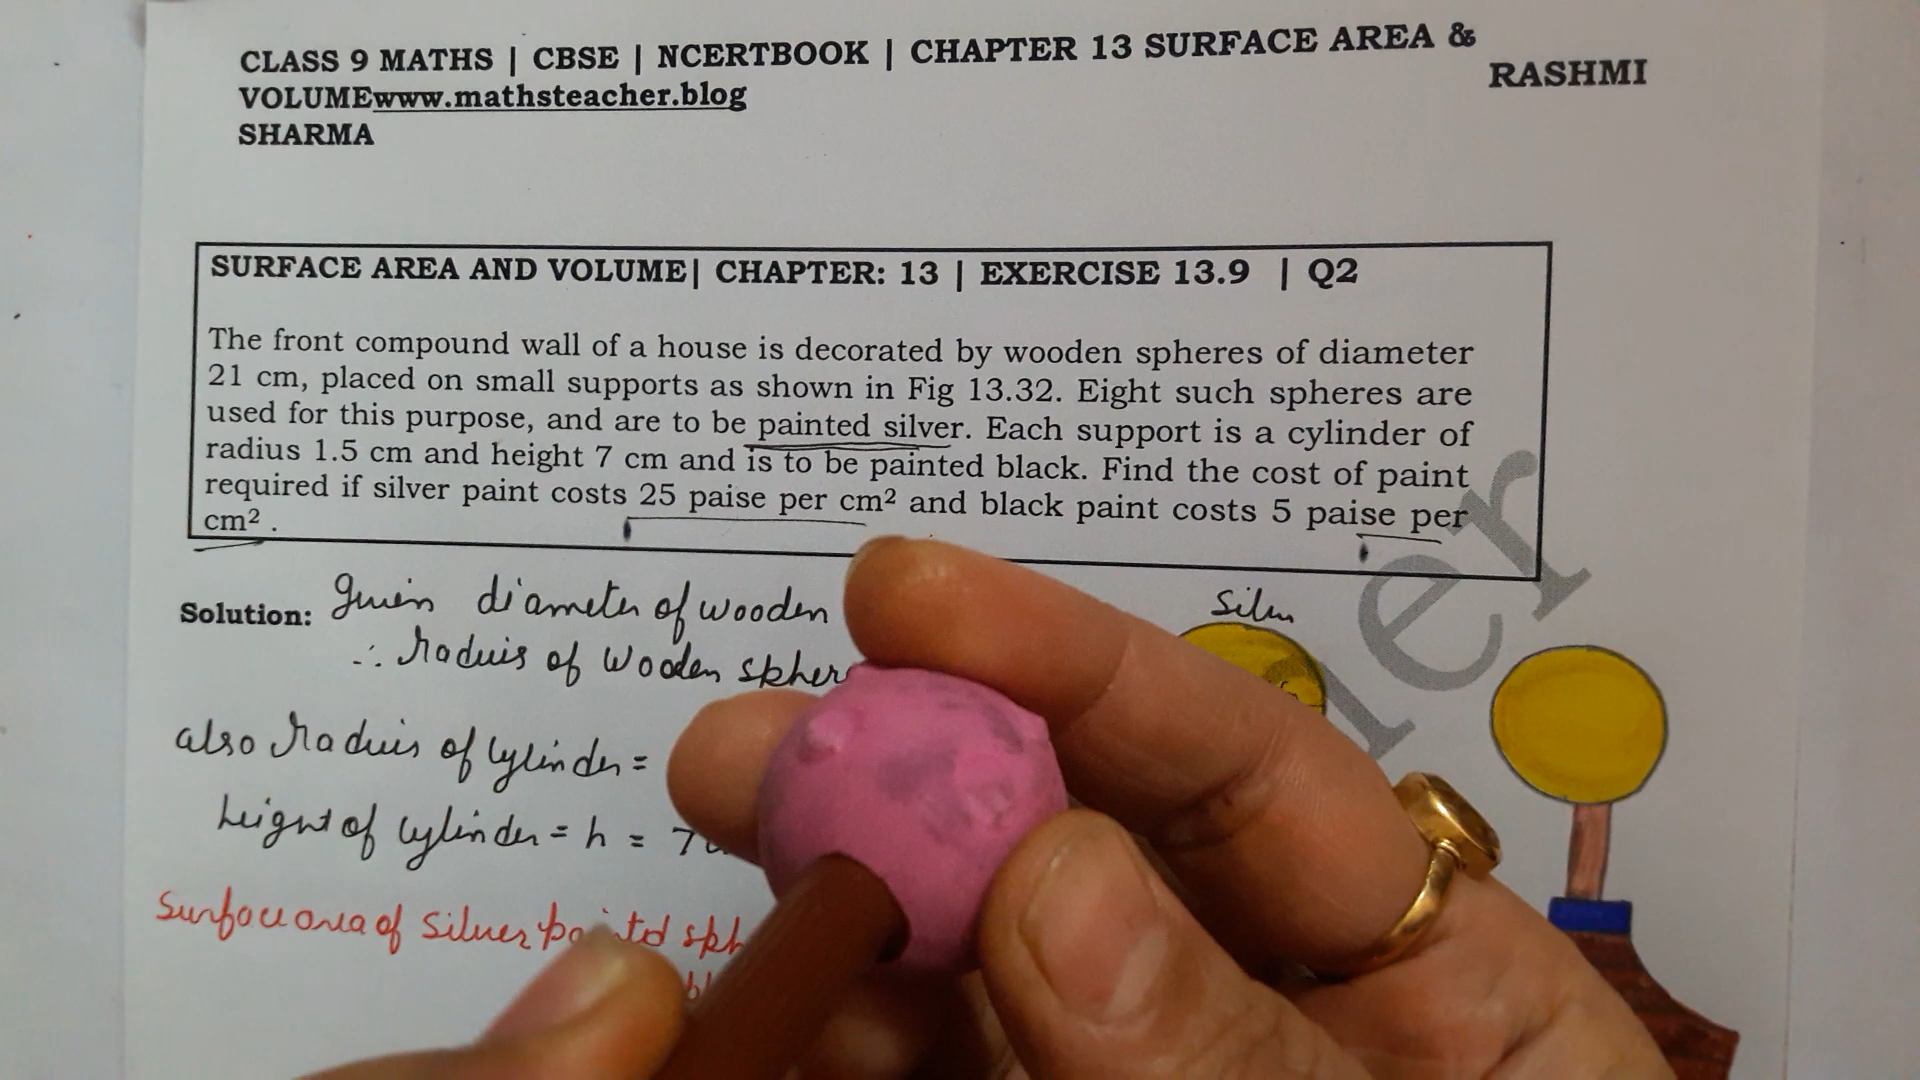 CLASS 9 MATHS | CBSE | NCERTBOOK | CHAPTER 13 SURFACE AREA &
RASHMI
VOLUMEwww.mathsteacher.blog
SHARMA
SURFACE AREA AND VOLUME| CHAPTER: 13 | EXERCISE 13.9 | Q2
The front compound wall of a house is decorated by wooden spheres of diameter
21 cm, placed on small supports as shown in Fig 13.32. Eight such spheres are
used for this purpose, and are to be painted silver. Each support is a cylinder of
radius 1.5 cm and height 7 cm and is to be painted black. Find the cost of paint
required if silver paint costs 25 paise per cm² and black paint costs 5 paise per
cm² .
Solution: Given diameter of wooden
∴ radius of wooden sphere
also radius of cylinder =
height of cylinder = h = 7
Surface area of silver painted sph